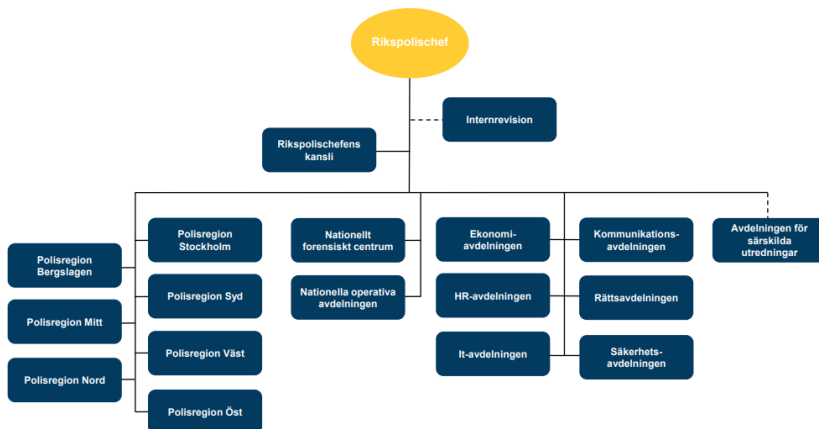 Rikspolischef
Internrevision
Rikspolischefens
kansli
Polisregion
Bergslagen
Polisregion Mitt
Polisregion Nord
Polisregion
Stockholm
Polisregion Syd
Polisregion Väst
Polisregion Öst
Nationellt
forensiskt centrum
Nationella operativa
avdelningen
Ekonomi-
avdelningen
HR-avdelningen
It-avdelningen
Kommunikations-
avdelningen
Rättsavdelningen
Säkerhets-
avdelningen
Avdelningen för
särskilda
utredningar